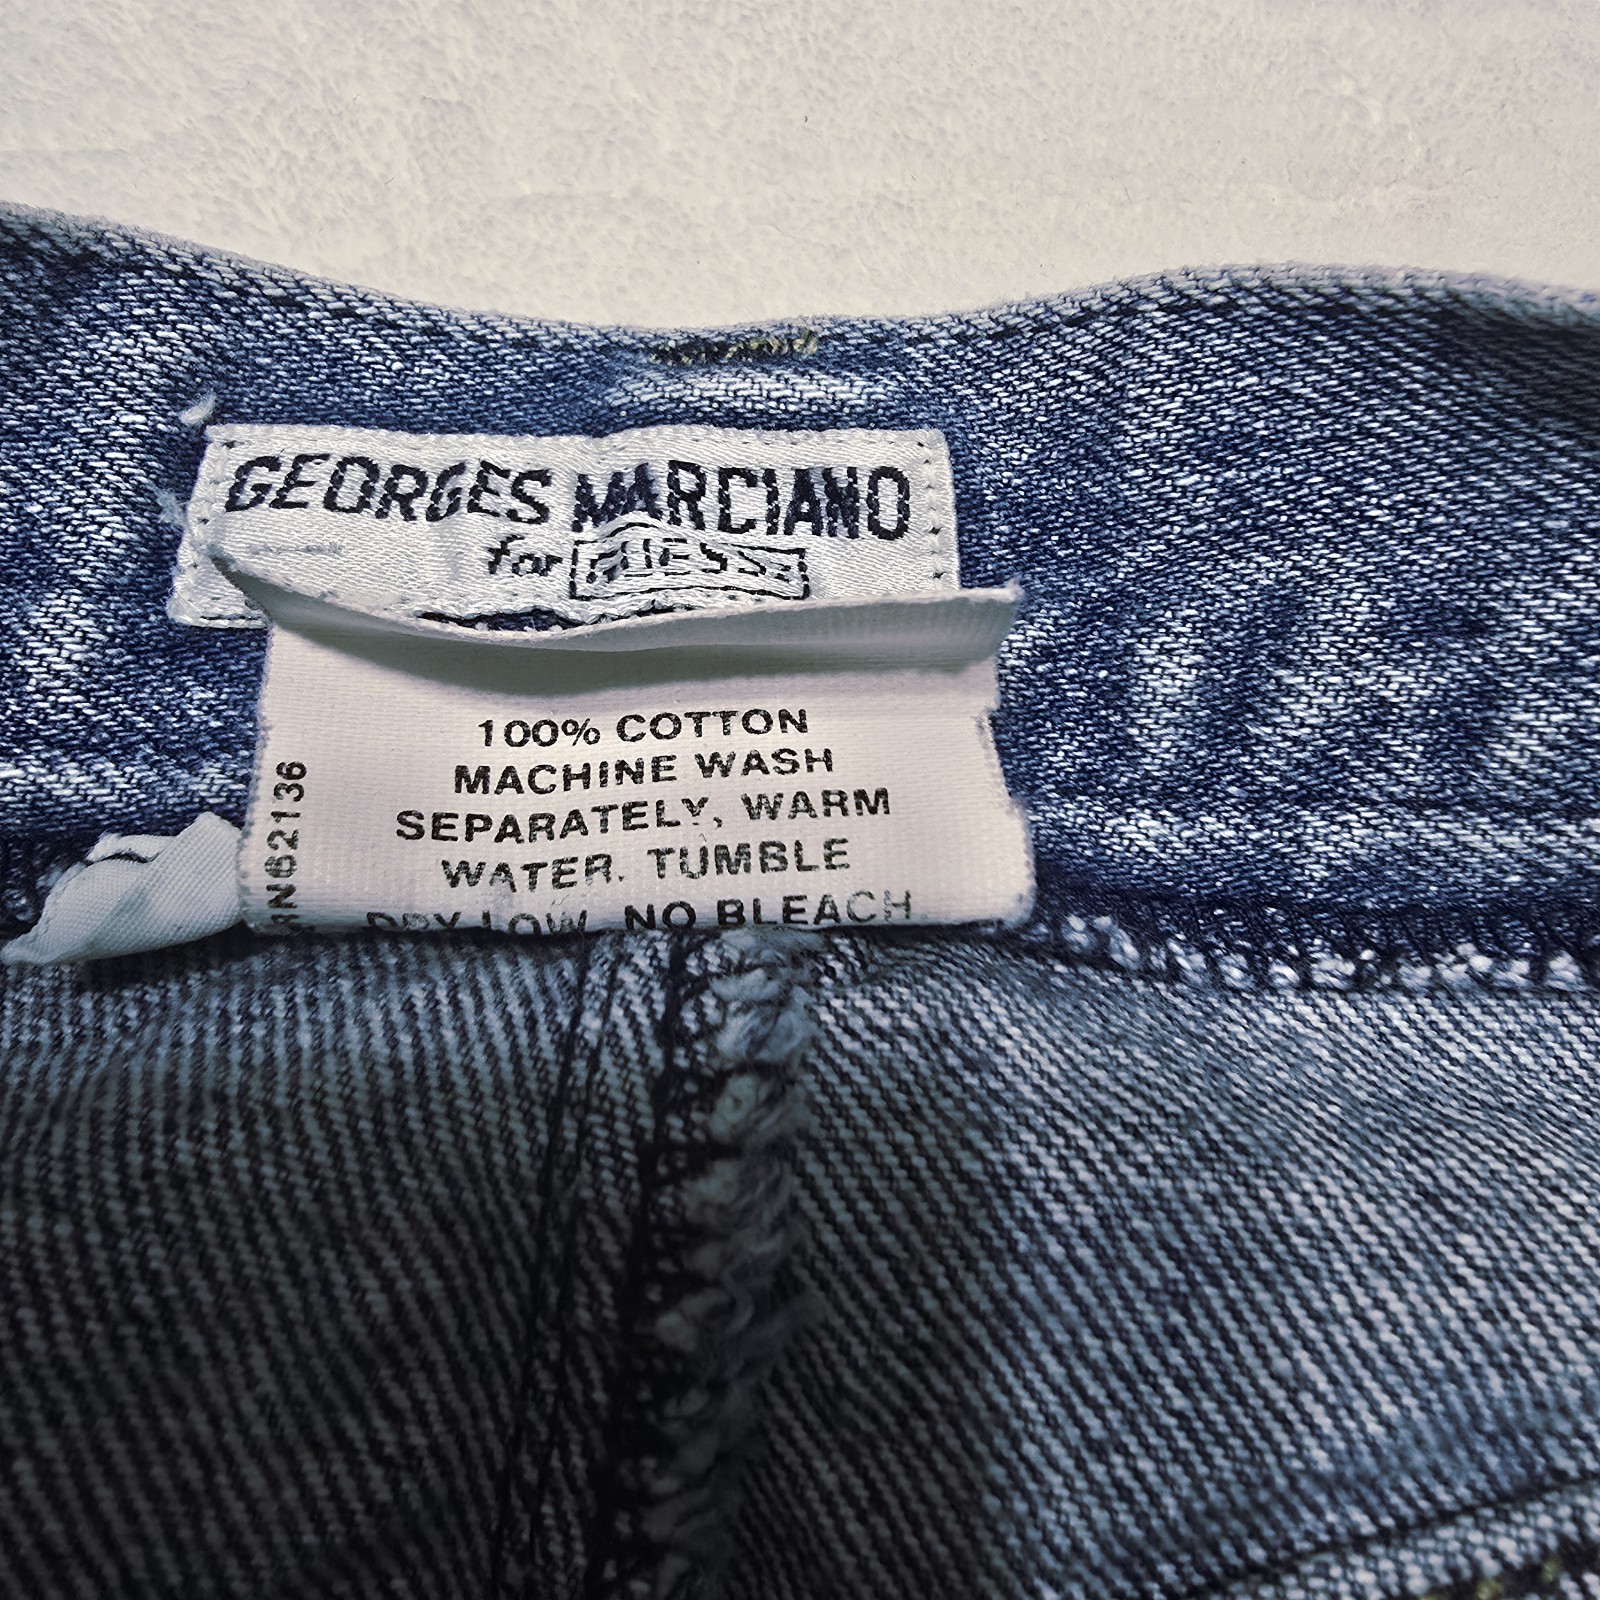 GEORGES MARCIANO
for GUESS
100% COTTON
MACHINE WASH
SEPARATELY, WARM
WATER. TUMBLE
DRY LOW. NO BLEACH.
RN62136